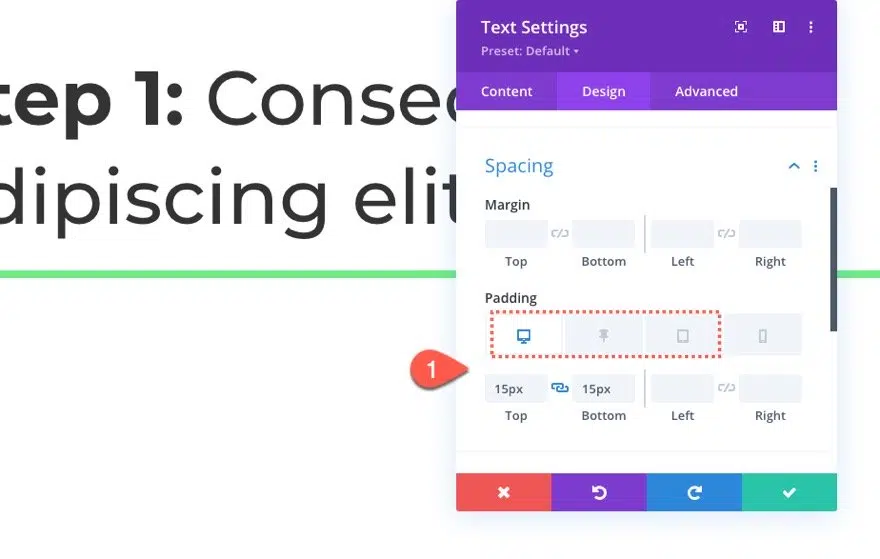 Text Settings
Preset: Default
Content Design Advanced
tep 1: Consec
dipiscing elit
Spacing
Margin
Top Bottom Left Right
Padding
1
15px 15px
Top Bottom Left Right